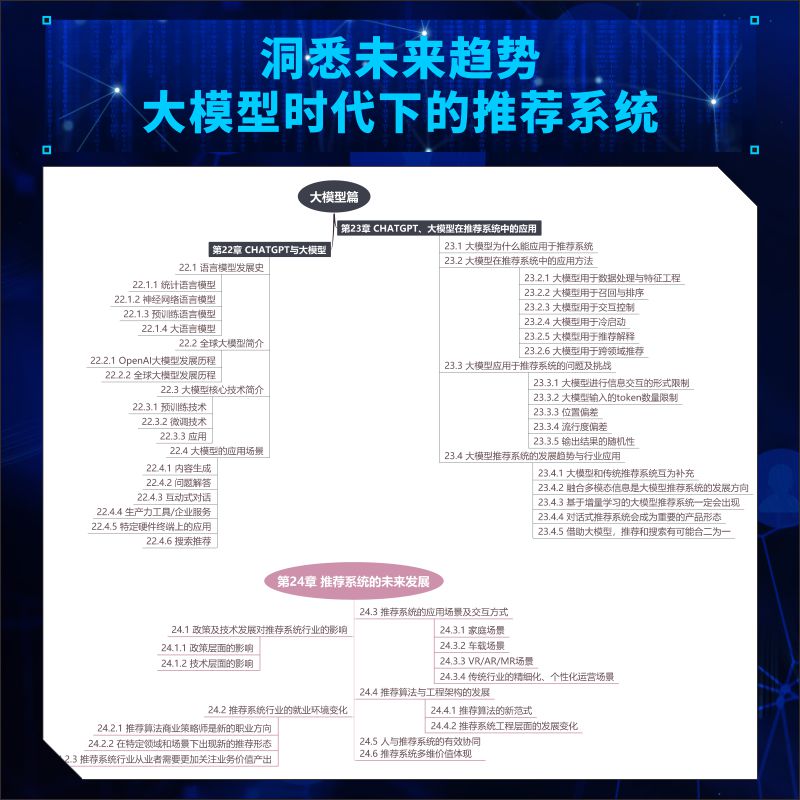 洞悉未来趋势
大模型时代下的推荐系统
大模型篇
第22章 CHATGPT与大模型
22.1 语言模型发展史
22.1.1 统计语言模型
22.1.2 神经网络语言模型
22.1.3 预训练语言模型
22.1.4 大语言模型
22.2 全球大模型简介
22.2.1 OpenAI大模型发展历程
22.2.2 全球大模型发展历程
22.3 大模型核心技术简介
22.3.1 预训练技术
22.3.2 微调技术
22.3.3 应用
22.4 大模型的应用场景
22.4.1 内容生成
22.4.2 问题解答
22.4.3 互动式对话
22.4.4 生产力工具/企业服务
22.4.5 特定硬件终端上的应用
22.4.6 搜索推荐
第23章 CHATGPT、大模型在推荐系统中的应用
23.1 大模型为什么能应用于推荐系统
23.2 大模型在推荐系统中的应用方法
23.2.1 大模型用于数据处理与特征工程
23.2.2 大模型用于召回与排序
23.2.3 大模型用于交互控制
23.2.4 大模型用于冷启动
23.2.5 大模型用于推荐解释
23.2.6 大模型用于跨领域推荐
23.3 大模型应用于推荐系统的问题及挑战
23.3.1 大模型进行信息交互的形式限制
23.3.2 大模型输入的token数量限制
23.3.3 位置偏差
23.3.4 流行度偏差
23.3.5 输出结果的随机性
23.4 大模型推荐系统的发展趋势与行业应用
23.4.1 大模型和传统推荐系统互为补充
23.4.2 融合多模态信息是大模型推荐系统的发展方向
23.4.3 基于增量学习的大模型推荐系统一定会出现
23.4.4 对话式推荐系统会成为重要的产品形态
23.4.5 借助大模型，推荐和搜索有可能合二为一
第24章 推荐系统的未来发展
24.1 政策及技术发展对推荐系统行业的影响
24.1.1 政策层面的影响
24.1.2 技术层面的影响
24.2 推荐系统行业的就业环境变化
24.2.1 推荐算法商业策略师是新的职业方向
24.2.2 在特定领域和场景下出现新的推荐形态
2.3 推荐系统行业从业者需要更加关注业务价值产出
24.3 推荐系统的应用场景及交互方式
24.3.1 家庭场景
24.3.2 车载场景
24.3.3 VR/AR/MR场景
24.3.4 传统行业的精细化、个性化运营场景
24.4 推荐算法与工程架构的发展
24.4.1 推荐算法的新范式
24.4.2 推荐系统工程层面的发展变化
24.5 人与推荐系统的有效协同
24.6 推荐系统多维价值体现